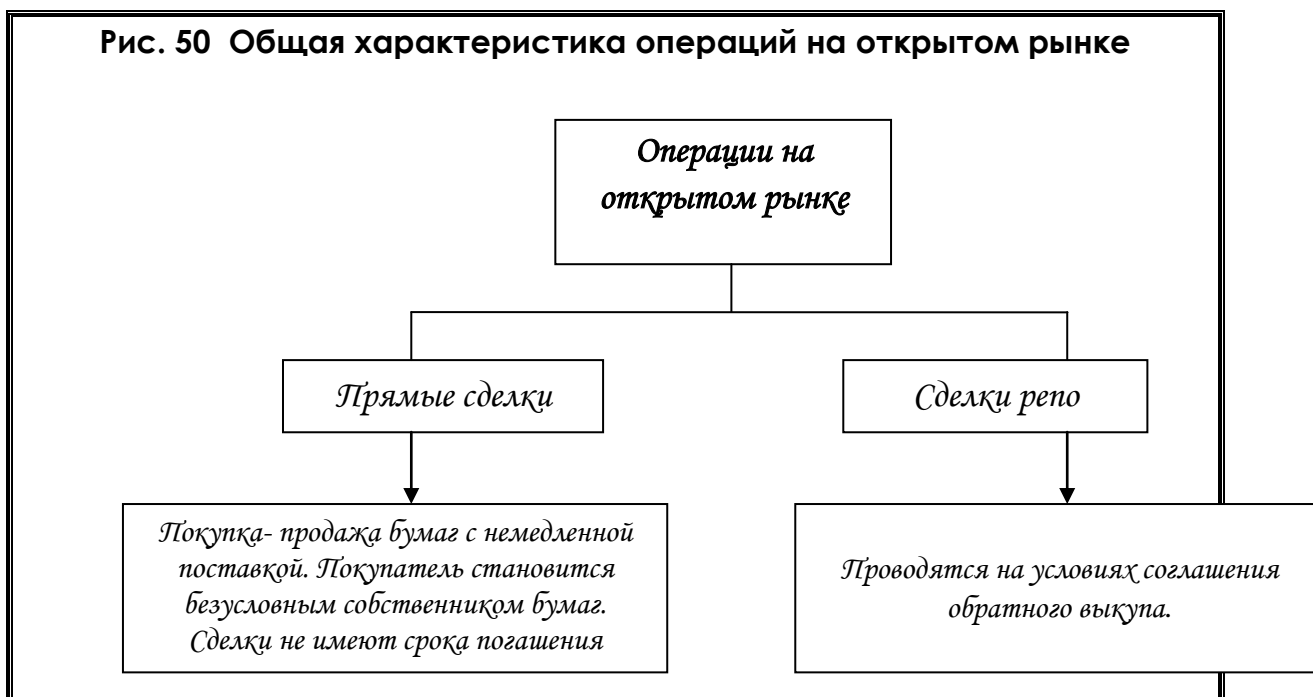 Рис. 50 Общая характеристика операций на открытом рынке
Операции на
открытом рынке
Прямые сделки
Сделки репо
Покупка- продажа бумаг с немедленной
поставкой. Покупатель становится
безусловным собственником бумаг.
Сделки не имеют срока погашения
Проводятся на условиях соглашения
обратного выкупа.